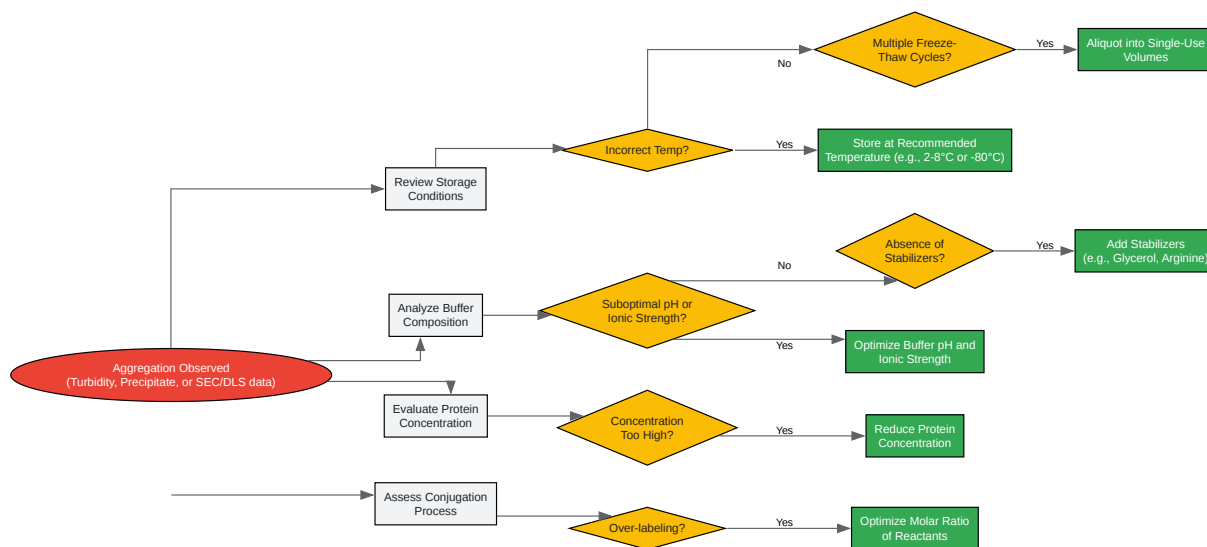 Multiple Freeze-
Thaw Cycles?
Yes
Aliquot into Single-Use
Volumes
No
Incorrect Temp?
Yes
Store at Recommended
Temperature (e.g., 2-8°C or -80°C)
Review Storage
Conditions
Absence of
Stabilizers?
Yes
Add Stabilizers
(e.g., Glycerol, Arginine)
No
Analyze Buffer
Composition
Suboptimal pH or
Ionic Strength?
Yes
Optimize Buffer pH and
Ionic Strength
Aggregation Observed
(Turbidity, Precipitate, or SEC/DLS data)
Evaluate Protein
Concentration
Concentration
Too High?
Yes
Reduce Protein
Concentration
Assess Conjugation
Process
Over-labeling?
Yes
Optimize Molar Ratio
of Reactants